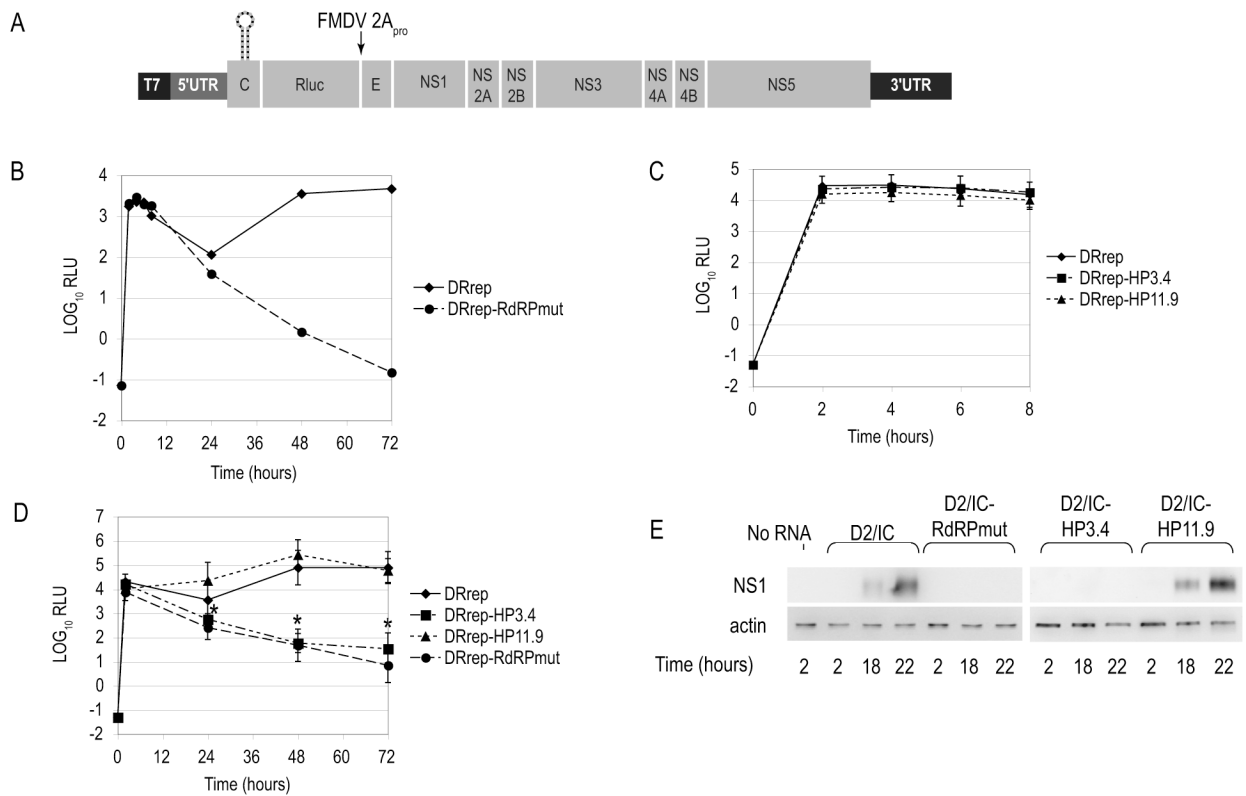 A
FMDV 2Apro
T7 5'UTR C Rluc E NS1 NS 2A NS 2B NS3 NS 4A NS 4B NS5 3'UTR
B
LOG10 RLU
4
3
2
1
0
-1
-2
0 12 24 36 48 60 72
Time (hours)
DRrep
DRrep-RdRPmut
C
LOG10 RLU
5
4
3
2
1
0
-1
-2
0 2 4 6 8
Time (hours)
DRrep
DRrep-HP3.4
DRrep-HP11.9
D
LOG10 RLU
7
6
5
4
3
2
1
0
-1
-2
* * *
0 12 24 36 48 60 72
Time (hours)
DRrep
DRrep-HP3.4
DRrep-HP11.9
DRrep-RdRPmut
E
No RNA
D2/IC
D2/IC-
RdRPmut
D2/IC-
HP3.4
D2/IC-
HP11.9
NS1
actin
Time (hours) 2 2 18 22 2 18 22 2 18 22 2 18 22